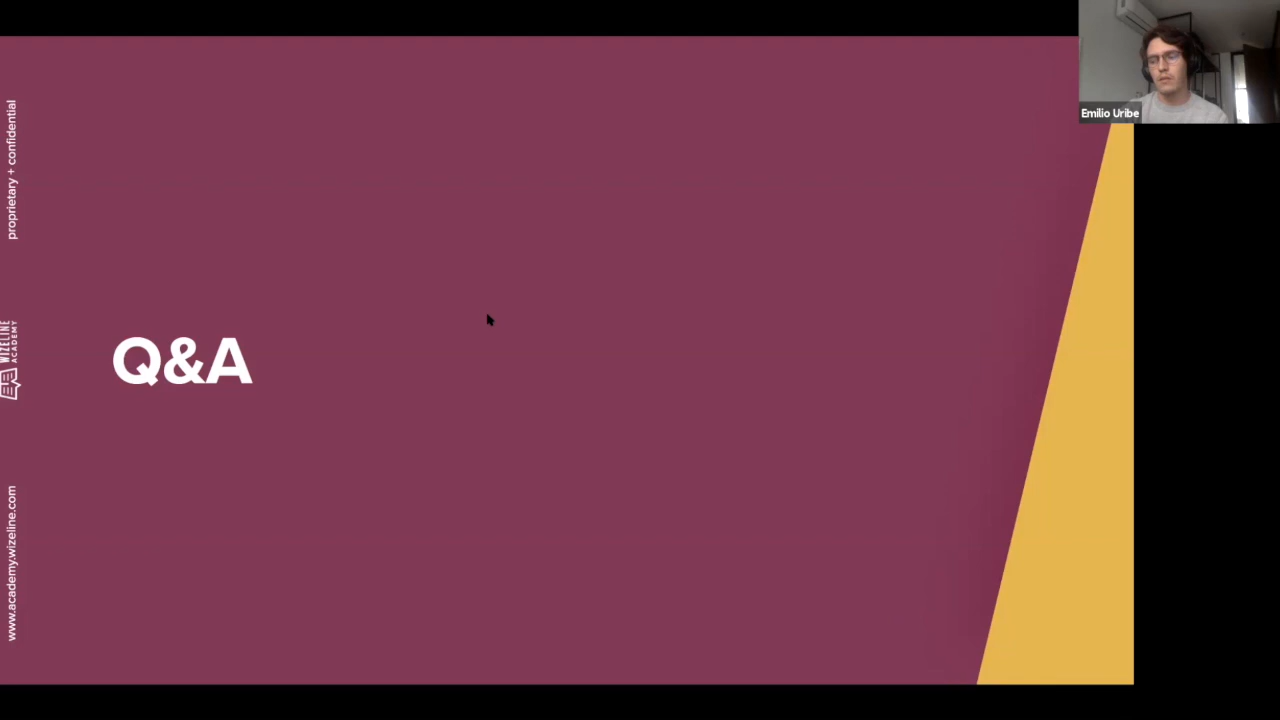 proprietary + confidential
WIZELINE
ACADEMY
www.academy.wizeline.com
Q&A
Emilio Uribe